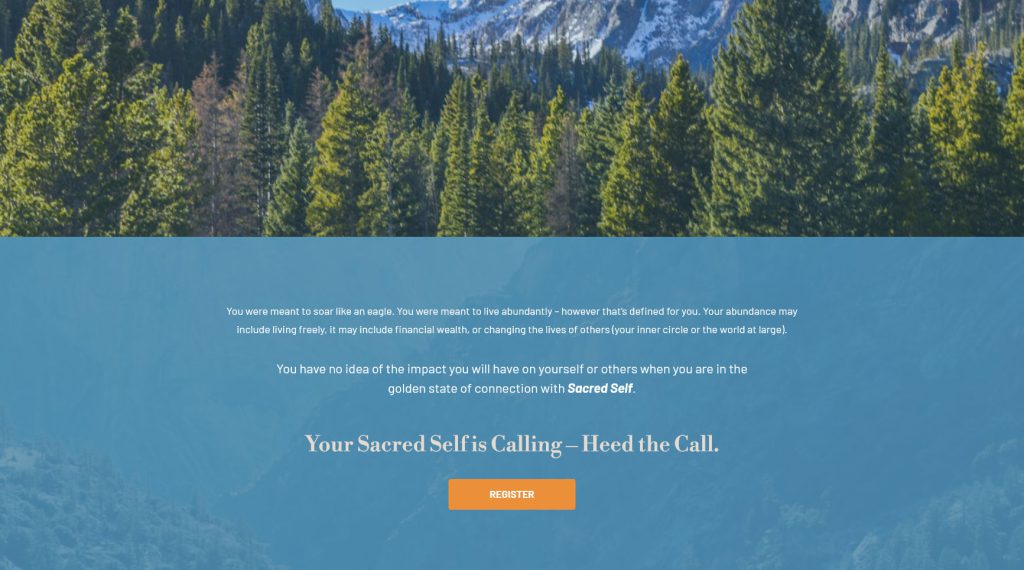 You were meant to soar like an eagle. You were meant to live abundantly – however that's defined for you. Your abundance may
include living freely, it may include financial wealth, or changing the lives of others (your inner circle or the world at large).
You have no idea of the impact you will have on yourself or others when you are in the
golden state of connection with Sacred Self.
Your Sacred Self is Calling – Heed the Call.
REGISTER